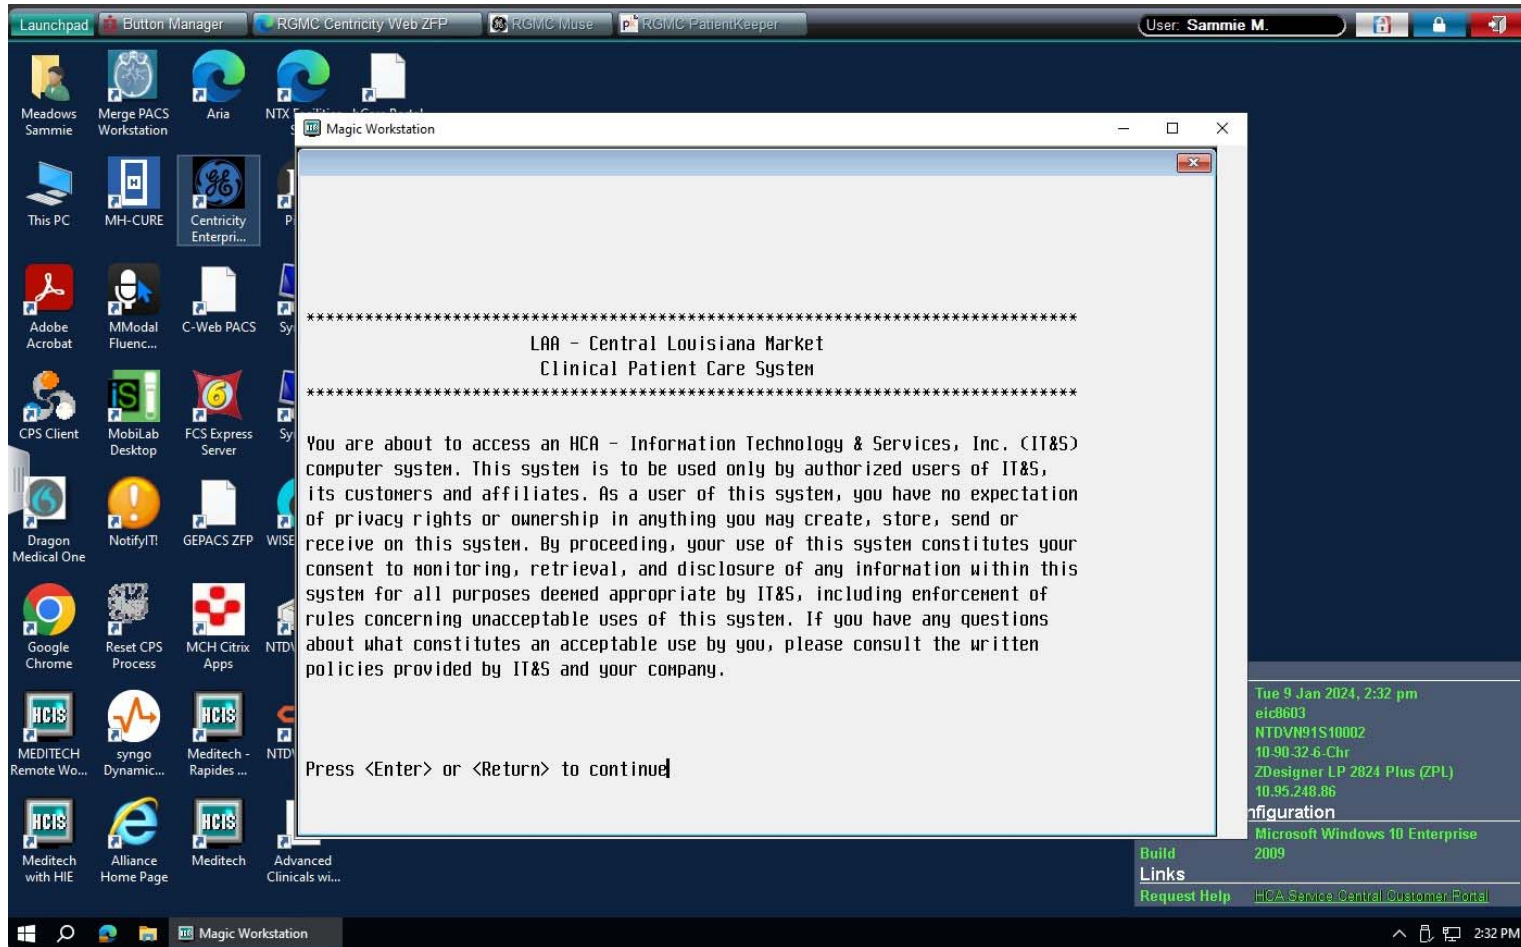 Launchpad
Button Manager
RGMC Centricity Web ZFP
RGMC Muse
RGMC PatientKeeper
User: Sammie M.
Meadows
Sammie
Merge PACS
Workstation
Aria
NTX
Magic Workstation
This PC
MH-CURE
Centricity
Enterpri...
Adobe
Acrobat
MModal
Fluenc...
C-Web PACS
CPS Client
MobiLab
Desktop
FCS Express
Server
Dragon
Medical One
NotifyIT!
GEPACS ZFP
WISE
Google
Chrome
Reset CPS
Process
MCH Citrix
Apps
MEDITECH
Remote Wo...
syngo
Dynamic...
Meditech -
Rapides ...
Meditech
with HIE
Alliance
Home Page
Meditech
Advanced
Clinicals wi...
HCIS
HCIS
HCIS
HCIS
*******************************************************************************
LAA - Central Louisiana Market
Clinical Patient Care System
*******************************************************************************
You are about to access an HCA - Information Technology & Services, Inc. (IT&S)
computer system. This system is to be used only by authorized users of IT&S,
its customers and affiliates. As a user of this system, you have no expectation
of privacy rights or ownership in anything you may create, store, send or
receive on this system. By proceeding, your use of this system constitutes your
consent to monitoring, retrieval, and disclosure of any information within this
system for all purposes deemed appropriate by IT&S, including enforcement of
rules concerning unacceptable uses of this system. If you have any questions
about what constitutes an acceptable use by you, please consult the written
policies provided by IT&S and your company.
Press <Enter> or <Return> to continue
Tue 9 Jan 2024, 2:32 pm
eic8603
NTDVN91S10002
10-90-32-6-Chr
ZDesigner LP 2824 Plus (ZPL)
10.95.248.86
nfiguration
Microsoft Windows 10 Enterprise
Build 2009
Links
Request Help HCA Service Central Customer Portal
Magic Workstation
2:32 PM